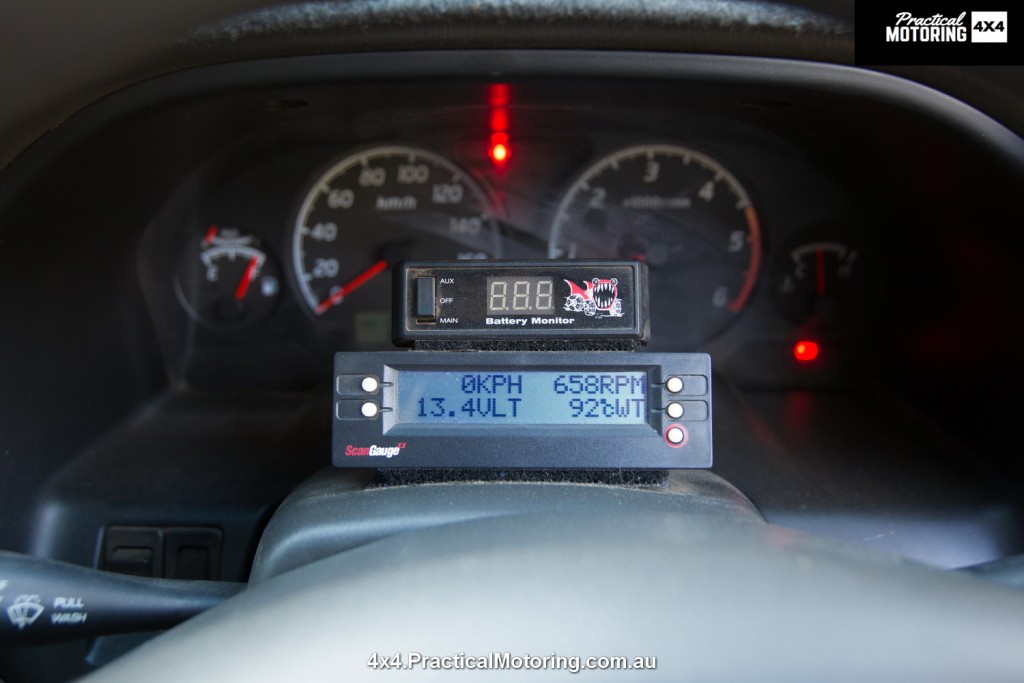 Practical
MOTORING 4X4
60 80 100 120
40 km/h 140
20
0
3
2 4
1 5
6
AUX
OFF
MAIN
8.8.8
Battery Monitor
0KPH 658RPM
13.4VLT 92°CWT
ScanGauge II
PULL
WASH
4x4.PracticalMotoring.com.au